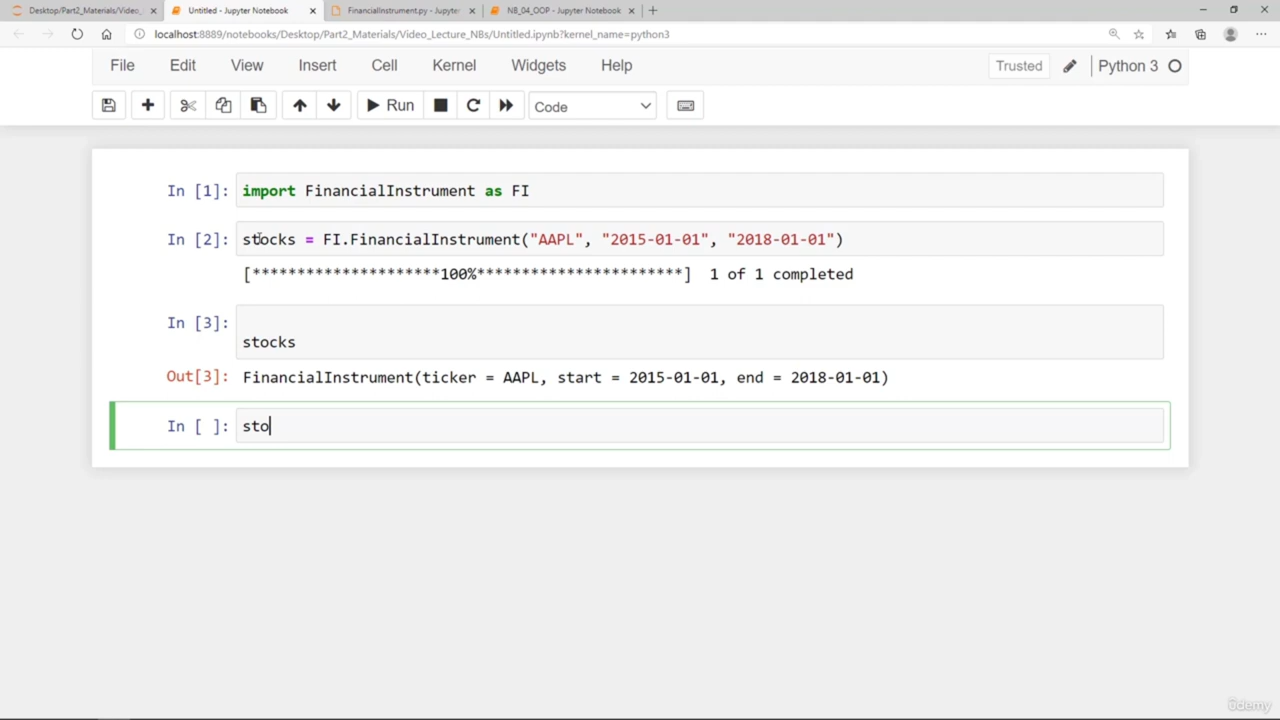 Desktop/Part2_Materials/Video_
Untitled - Jupyter Notebook
FinancialInstrument.py - Jupyter
NB_04_OOP - Jupyter Notebook
localhost:8889/notebooks/Desktop/Part2_Materials/Video_Lecture_NBs/Untitled.ipynb?kernel_name=python3
File Edit View Insert Cell Kernel Widgets Help Trusted Python 3
Run Code
In [1]: import FinancialInstrument as FI
In [2]: stocks = FI.FinancialInstrument("AAPL", "2015-01-01", "2018-01-01")
[*********************100%***********************] 1 of 1 completed
In [3]:
stocks
Out[3]: FinancialInstrument(ticker = AAPL, start = 2015-01-01, end = 2018-01-01)
In [ ]: sto
ûdemy